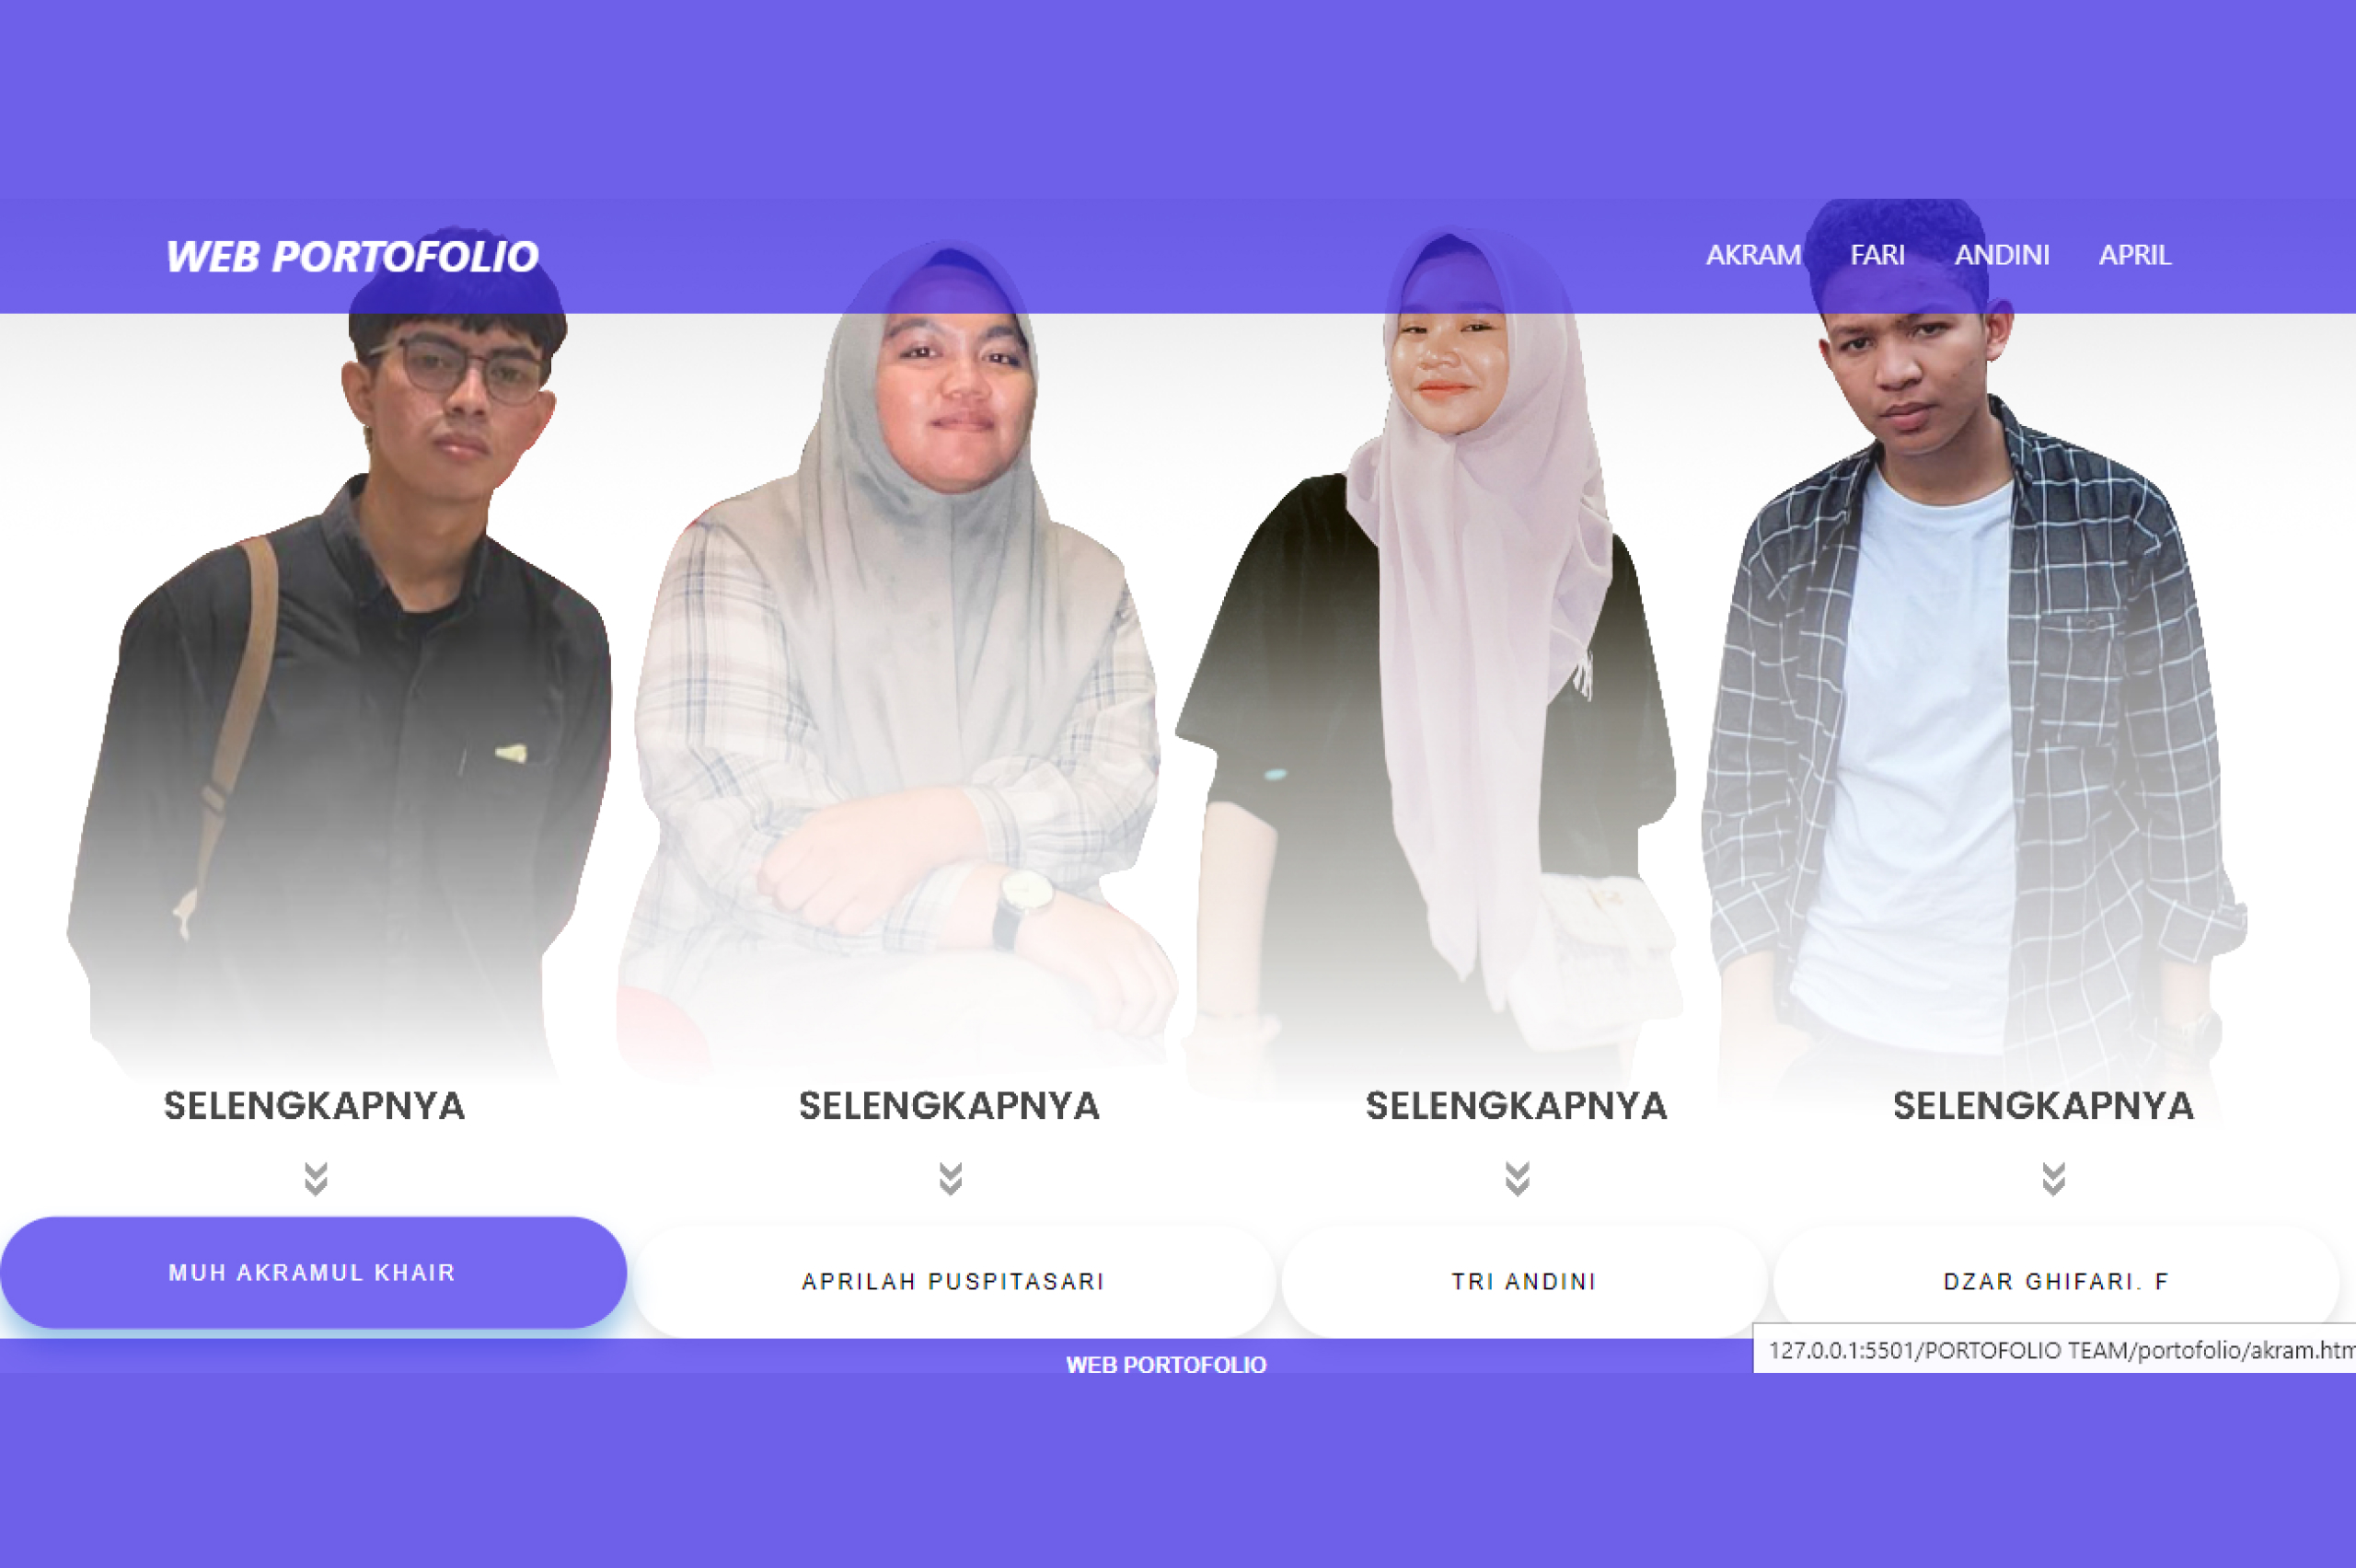 WEB PORTOFOLIO
AKRAM FARI ANDINI APRIL
SELENGKAPNYA SELENGKAPNYA SELENGKAPNYA SELENGKAPNYA
MUH AKRAMUL KHAIR APRILAH PUSPITASARI TRI ANDINI DZAR GHIFARI. F
WEB PORTOFOLIO
127.0.0.1:5501/PORTOFOLIO TEAM/portofolio/akram.htm